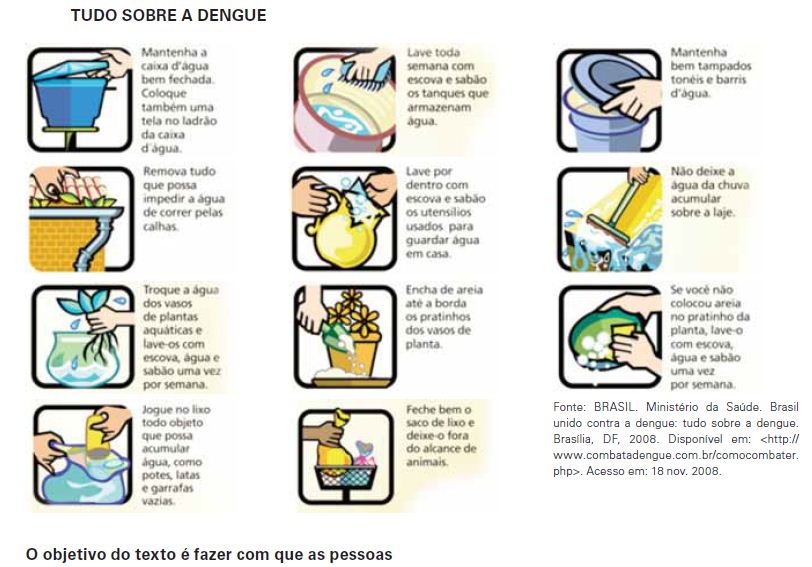 TUDO SOBRE A DENGUE
Mantenha a
caixa d'água
bem fechada.
Coloque
também uma
tela no ladrão
da caixa
d'água.
Lave toda
semana com
escova e sabão
os tanques que
armazenam
água.
Mantenha
bem tampados
tonéis e barris
d'água.
Remova tudo
que possa
impedir a água
de correr pelas
calhas.
Lave por
dentro com
escova e sabão
os utensílios
usados para
guardar água
em casa.
Não deixe a
água da chuva
acumular
sobre a laje.
Troque a água
dos vasos
de plantas
aquáticas e
lave-os com
escova, água e
sabão uma vez
por semana.
Encha de areia
até a borda
os pratinhos
dos vasos de
planta.
Se você não
colocou areia
no pratinho da
planta, lave-o
com escova,
água e sabão
uma vez
por semana.
Jogue no lixo
todo objeto
que possa
acumular
água, como
potes, latas
e garrafas
vazias.
Feche bem o
saco de lixo e
deixe-o fora
do alcance de
animais.
Fonte: BRASIL. Ministério da Saúde. Brasil
unido contra a dengue: tudo sobre a dengue.
Brasília, DF, 2008. Disponível em: <http://
www.combatadengue.com.br/comocombater.
php>. Acesso em: 18 nov. 2008.
O objetivo do texto é fazer com que as pessoas